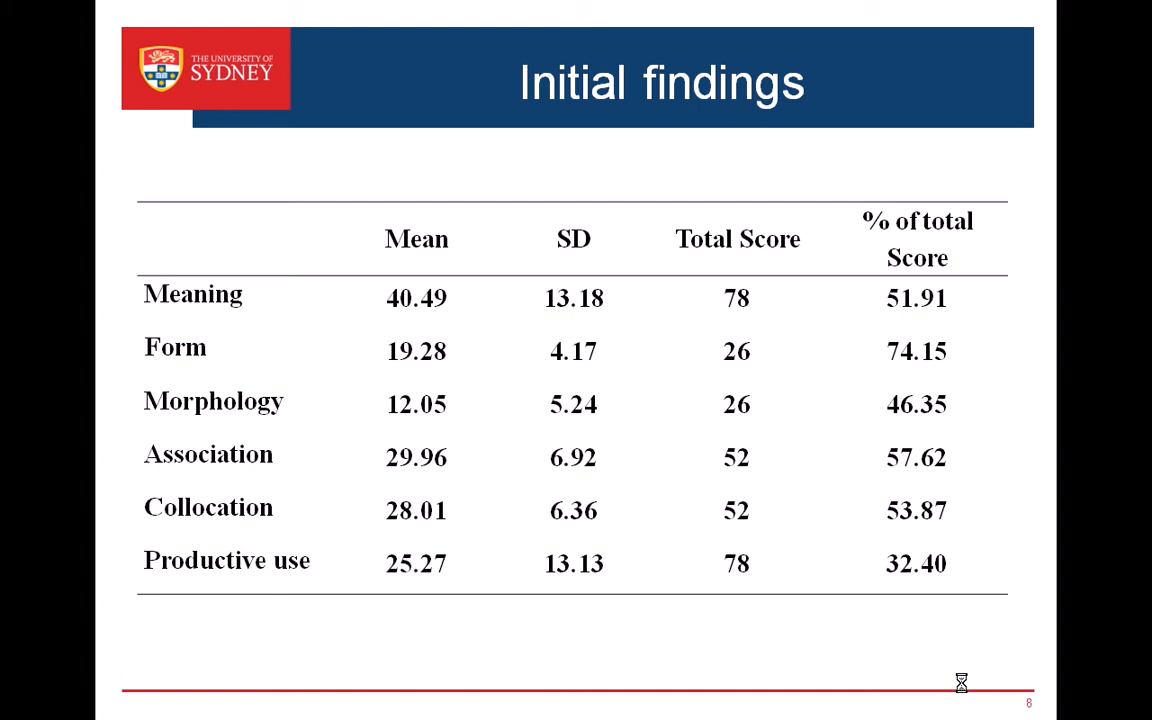 THE UNIVERSITY OF
SYDNEY
Initial findings
Mean SD Total Score % of total Score
Meaning 40.49 13.18 78 51.91
Form 19.28 4.17 26 74.15
Morphology 12.05 5.24 26 46.35
Association 29.96 6.92 52 57.62
Collocation 28.01 6.36 52 53.87
Productive use 25.27 13.13 78 32.40
8